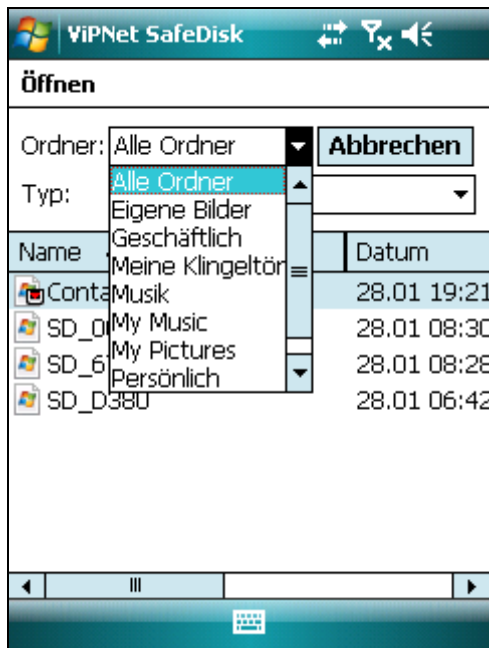 ViPNet SafeDisk
Öffnen
Ordner: Alle Ordner Abbrechen
Typ:
Alle Ordner
Eigene Bilder
Geschäftlich
Meine Klingeltör
Musik
My Music
My Pictures
Persönlich
Name Datum
Conta 28.01 19:21
SD_0 28.01 08:30
SD_6 28.01 08:28
SD_D380 28.01 06:42